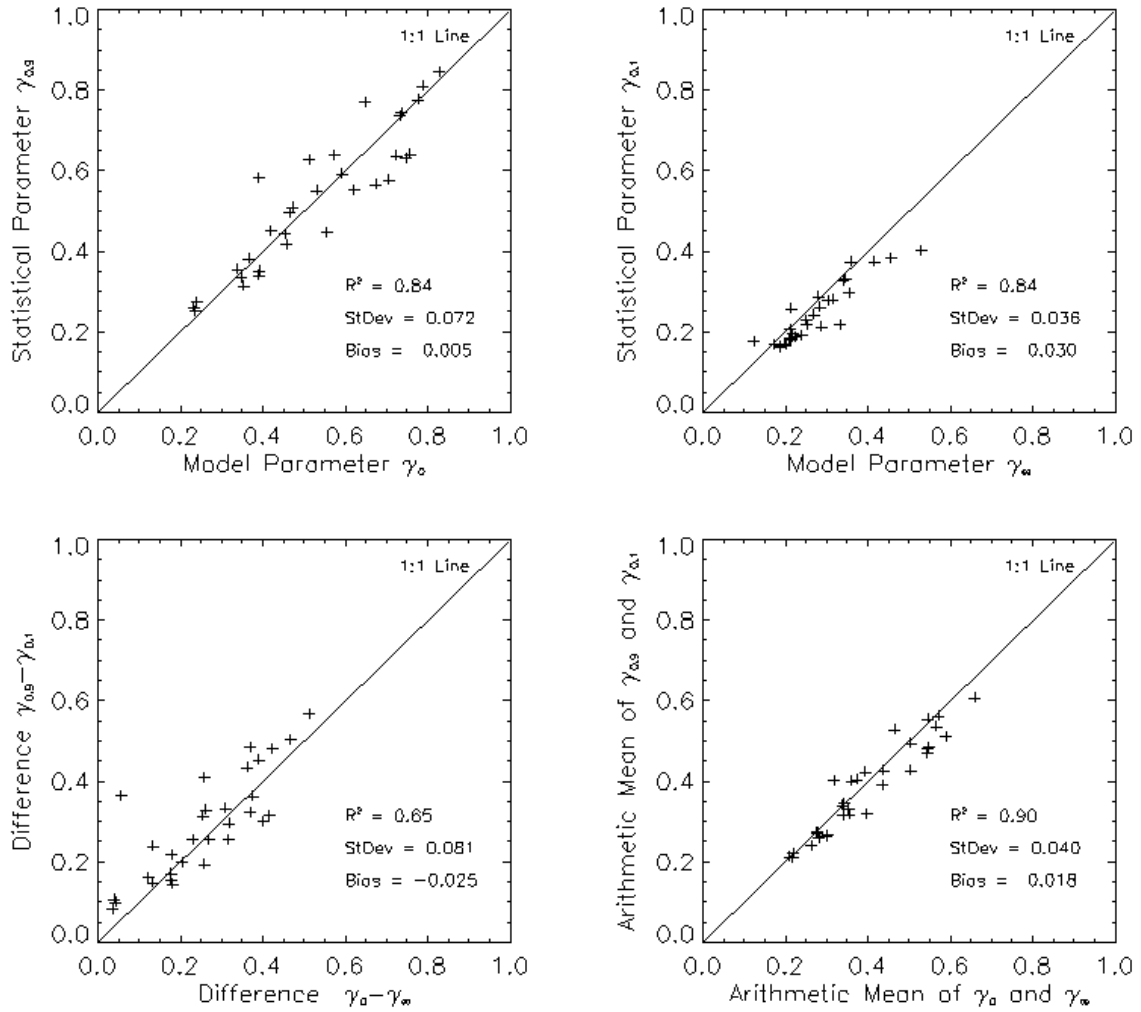 1:1 Line
Statistical Parameter γ0.9
1.0
0.8
0.6
0.4
0.2
0.0
R² = 0.84
StDev = 0.072
Bias = 0.005
0.0 0.2 0.4 0.6 0.8 1.0
Model Parameter γ0
1:1 Line
Statistical Parameter γ0.1
1.0
0.8
0.6
0.4
0.2
0.0
R² = 0.84
StDev = 0.036
Bias = 0.030
0.0 0.2 0.4 0.6 0.8 1.0
Model Parameter γ∞
1:1 Line
Difference γ0.9−γ0.1
1.0
0.8
0.6
0.4
0.2
0.0
R² = 0.65
StDev = 0.081
Bias = −0.025
0.0 0.2 0.4 0.6 0.8 1.0
Difference γ0−γ∞
1:1 Line
Arithmetic Mean of γ0.9 and γ0.1
1.0
0.8
0.6
0.4
0.2
0.0
R² = 0.90
StDev = 0.040
Bias = 0.018
0.0 0.2 0.4 0.6 0.8 1.0
Arithmetic Mean of γ0 and γ∞